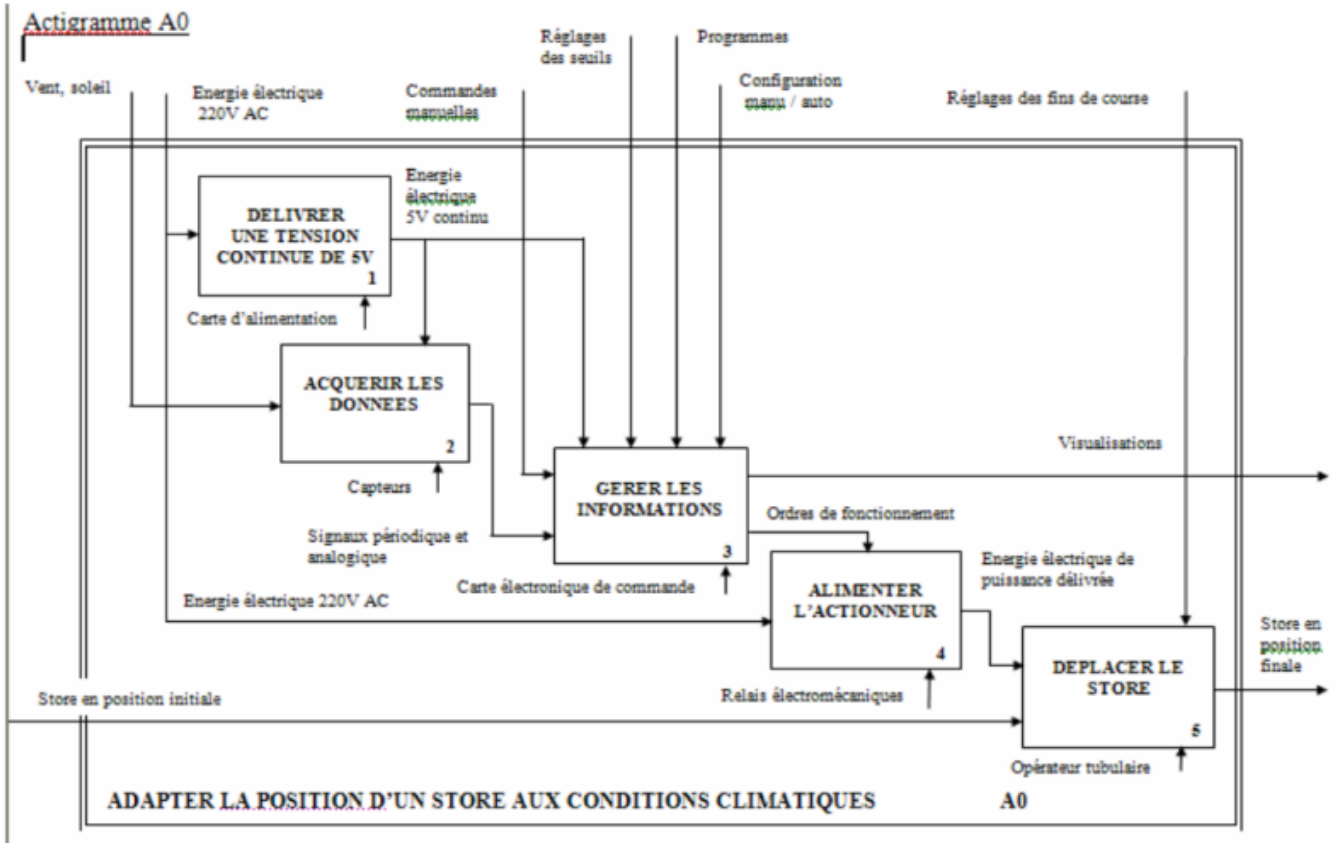 Actigramme A0
Vent, soleil
Energie électrique
220V AC
Commandes
manuelles
Réglages
des seuils
Programmes
Configuration
manu / auto
Réglages des fins de course
DELIVRER
UNE TENSION
CONTINUE DE 5V
1
Energie
électrique
5V continu
Carte d'alimentation
ACQUERIR LES
DONNEES
2
Capteurs
Signaux périodique et
analogique
GERER LES
INFORMATIONS
3
Visualisations
Ordres de fonctionnement
Carte électronique de commande
Energie électrique 220V AC
ALIMENTER
L'ACTIONNEUR
4
Energie électrique de
puissance délivrée
Relais électromécaniques
Store en position initiale
DEPLACER LE
STORE
5
Store en
position
finale
Opérateur tubulaire
ADAPTER LA POSITION D'UN STORE AUX CONDITIONS CLIMATIQUES A0